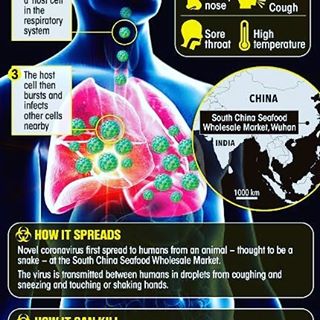 a host cell
in the
respiratory
system
nose
Cough
Sore
throat
High
temperature
3 The host
cell then
bursts and
infects
other cells
nearby
CHINA
South China Seafood
Wholesale Market, Wuhan
INDIA
1000 km
HOW IT SPREADS
Novel coronavirus first spread to humans from an animal – thought to be a
snake – at the South China Seafood Wholesale Market.
The virus is transmitted between humans in droplets from coughing and
sneezing and touching or shaking hands.
HOW IT CAN KILL